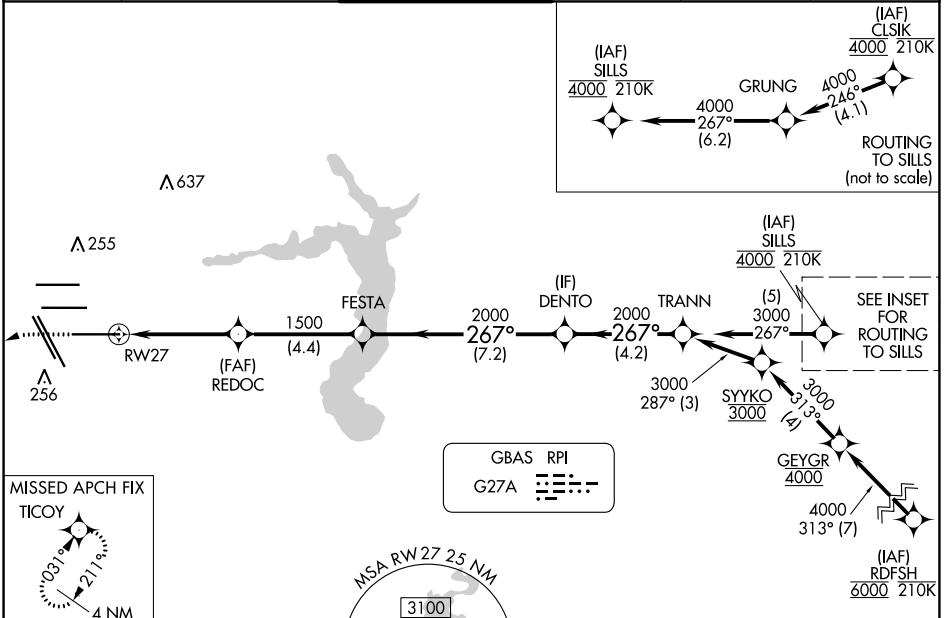 (IAF)
CLSIK
4000 210K
(IAF)
SILLS
4000 210K
GRUNG
4000
246°
(4.1)
4000
267°
(6.2)
ROUTING
TO SILLS
(not to scale)
637
255
256
(IAF)
SILLS
4000 210K
SEE INSET
FOR
ROUTING
TO SILLS
(5)
3000
267°
TRANN
(IF)
DENTO
2000
267°
(4.2)
FESTA
2000
267°
(7.2)
1500
(4.4)
(FAF)
REDOC
RW27
3000
287° (3)
SYYKO
3000
3000
313°
(4)
GEYGR
4000
4000
313° (7)
(IAF)
RDFSH
6000 210K
GBAS RPI
G27A
MISSED APCH FIX
TICOY
031°
211°
4 NM
MSA RW27 25 NM
3100